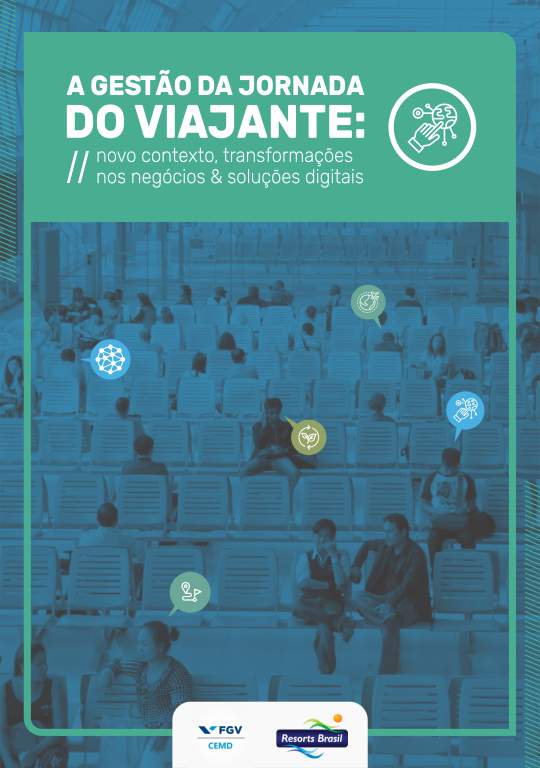 A GESTÃO DA JORNADA
DO VIAJANTE:
// novo contexto, transformações
nos negócios & soluções digitais
FGV
CEMD
Resorts Brasil